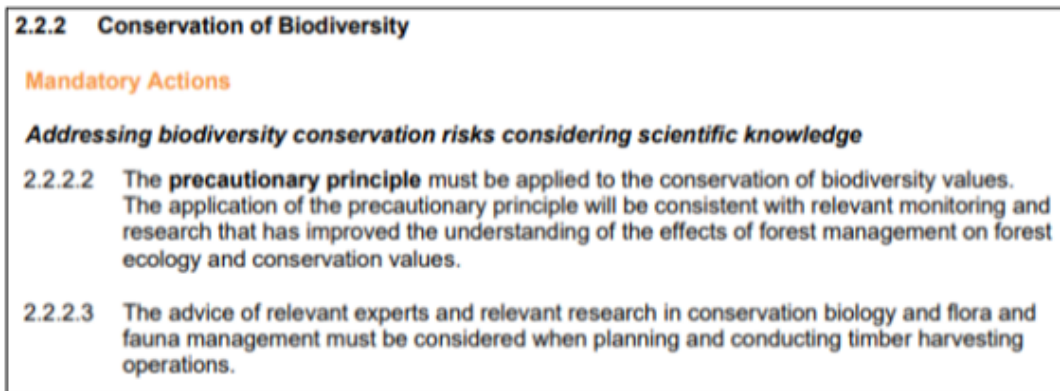 2.2.2 Conservation of Biodiversity
Mandatory Actions
Addressing biodiversity conservation risks considering scientific knowledge
2.2.2.2 The precautionary principle must be applied to the conservation of biodiversity values.
The application of the precautionary principle will be consistent with relevant monitoring and
research that has improved the understanding of the effects of forest management on forest
ecology and conservation values.
2.2.2.3 The advice of relevant experts and relevant research in conservation biology and flora and
fauna management must be considered when planning and conducting timber harvesting
operations.